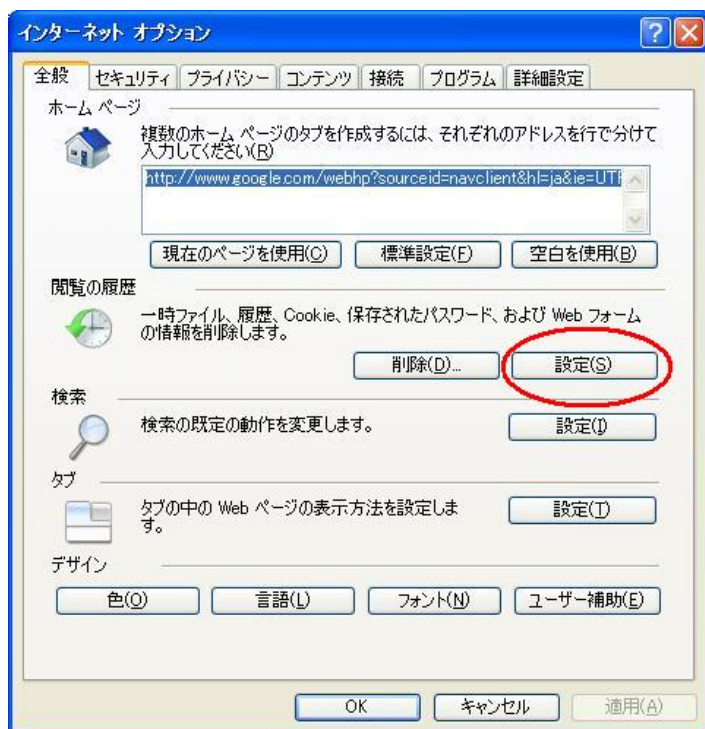 インターネット オプション
全般 セキュリティ プライバシー コンテンツ 接続 プログラム 詳細設定
ホーム ページ
複数のホーム ページのタブを作成するには、それぞれのアドレスを行で分けて
入力してください(R)
http://www.google.com/webhp?sourceid=navclient&hl=ja&ie=UTF
現在のページを使用(C) 標準設定(F) 空白を使用(B)
閲覧の履歴
一時ファイル、履歴、Cookie、保存されたパスワード、および Web フォーム
の情報を削除します。
削除(D)... 設定(S)
検索
検索の既定の動作を変更します。 設定(I)
タブ
タブの中の Web ページの表示方法を設定しま
す。 設定(T)
デザイン
色(O) 言語(L) フォント(N) ユーザー補助(E)
OK キャンセル 適用(A)